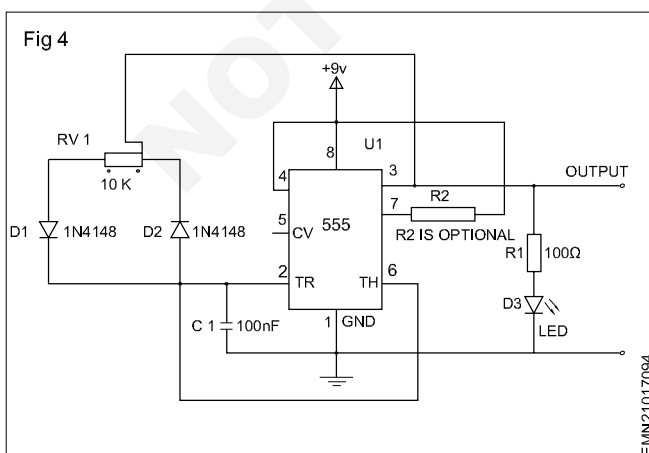 Fig 4
NOT
+9v
RV 1
U1
8
4
3
OUTPUT
10 K
7
R2
D1
1N4148
D2
1N4148
5
CV
555
R2 IS OPTIONAL
R1
100Ω
2
TR
TH
6
C 1
100nF
1
GND
D3
LED
EMN21017094